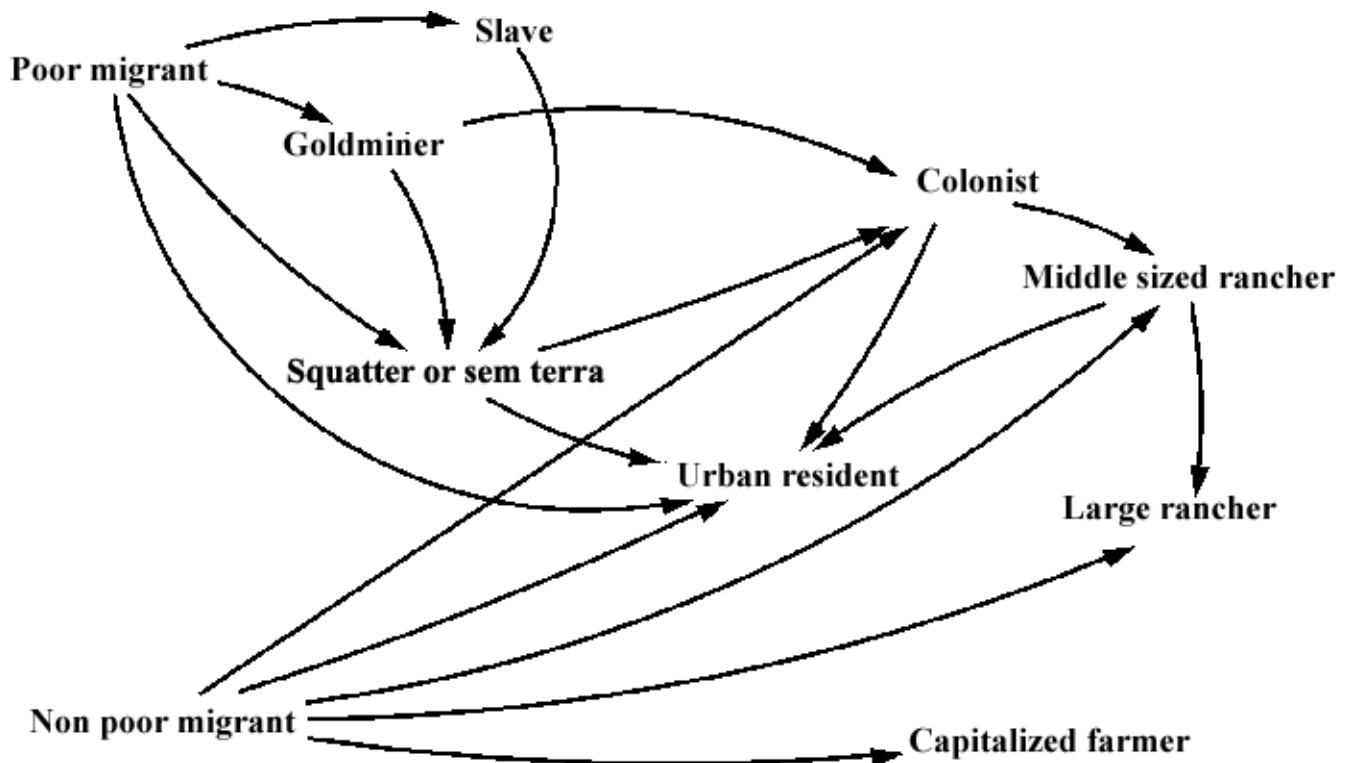 Slave
Poor migrant
Goldminer
Colonist
Middle sized rancher
Squatter or sem terra
Urban resident
Large rancher
Non poor migrant
Capitalized farmer